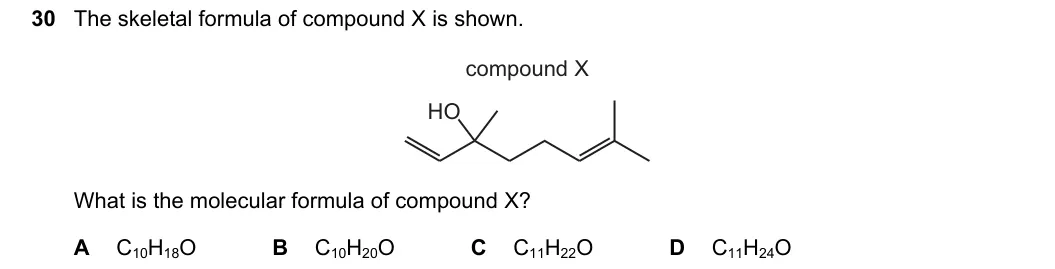 30 The skeletal formula of compound X is shown.
compound X
HO
What is the molecular formula of compound X?
A C₁₀H₁₈O B C₁₀H₂₀O C C₁₁H₂₂O D C₁₁H₂₄O